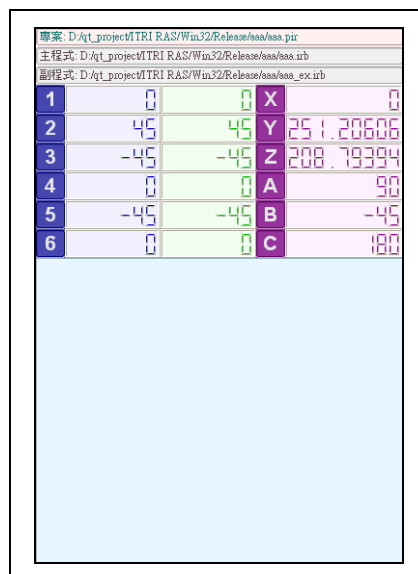 專案: D:/qt_project/ITRI RAS/Win32/Release/aaa/aaa.pir
主程式: D:/qt_project/ITRI RAS/Win32/Release/aaa/aaa.irb
副程式: D:/qt_project/ITRI RAS/Win32/Release/aaa/aaa_ex.irb
1 0 0 X 0
2 45 45 Y 251.20606
3 -45 -45 Z 208.79394
4 0 0 A 90
5 -45 -45 B -45
6 0 0 C 180